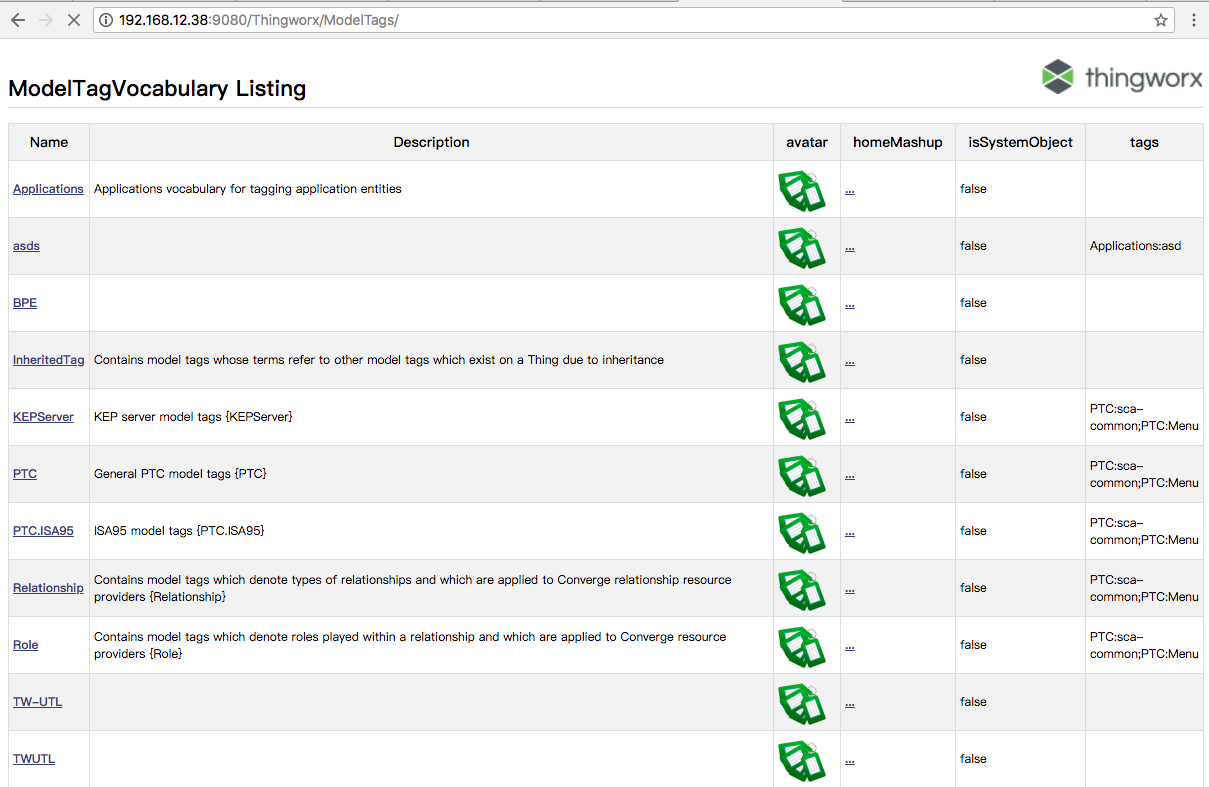 192.168.12.38:9080/Thingworx/ModelTags/
thingworx
ModelTagVocabulary Listing
Name Description avatar homeMashup isSystemObject tags
Applications Applications vocabulary for tagging application entities ... false
asds ... false Applications:asd
BPE ... false
InheritedTag Contains model tags whose terms refer to other model tags which exist on a Thing due to inheritance ... false
KEPServer KEP server model tags {KEPServer} ... false PTC:sca-
common;PTC:Menu
PTC General PTC model tags {PTC} ... false PTC:sca-
common;PTC:Menu
PTC.ISA95 ISA95 model tags {PTC.ISA95} ... false PTC:sca-
common;PTC:Menu
Relationship Contains model tags which denote types of relationships and which are applied to Converge relationship resource
providers {Relationship} ... false PTC:sca-
common;PTC:Menu
Role Contains model tags which denote roles played within a relationship and which are applied to Converge resource
providers {Role} ... false PTC:sca-
common;PTC:Menu
TW-UTL ... false
TWUTL ... false